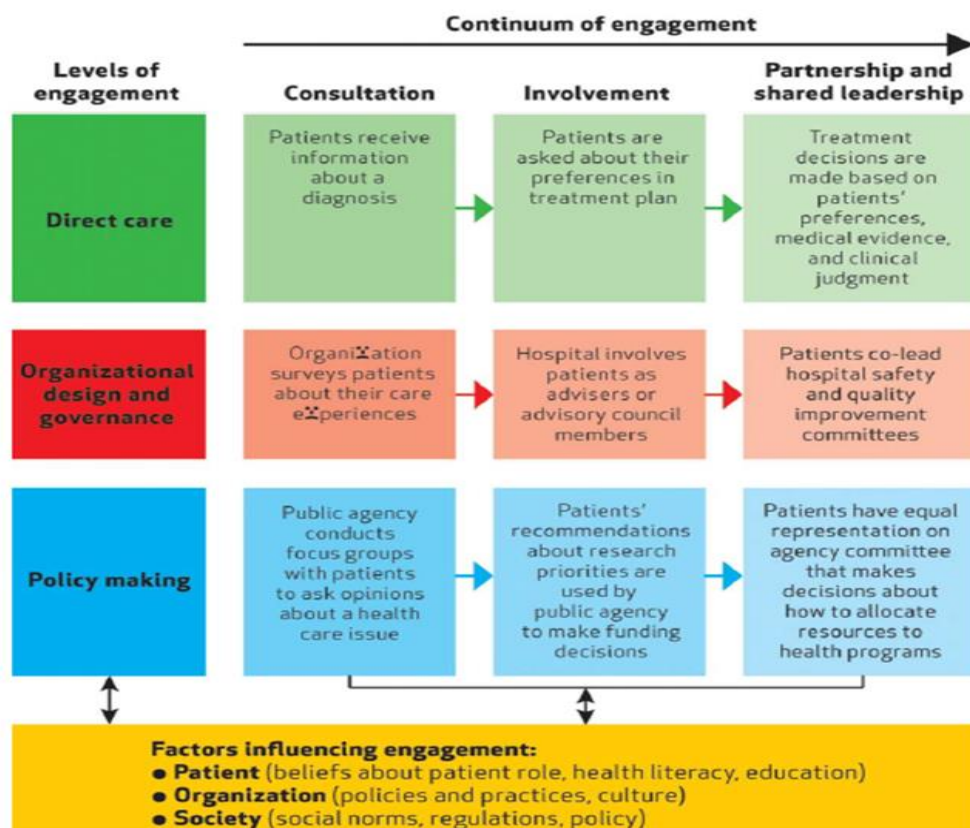 Continuum of engagement
Levels of
engagement
Consultation
Involvement
Partnership and
shared leadership
Direct care
Patients receive
information
about a
diagnosis
Patients are
asked about their
preferences in
treatment plan
Treatment
decisions are
made based on
patients’
preferences,
medical evidence,
and clinical
judgment
Organizational
design and
governance
Organization
surveys patients
about their care
experiences
Hospital involves
patients as
advisers or
advisory council
members
Patients co-lead
hospital safety
and quality
improvement
committees
Policy making
Public agency
conducts
focus groups
with patients
to ask opinions
about a health
care issue
Patients’
recommendations
about research
priorities are
used by
public agency
to make funding
decisions
Patients have equal
representation on
agency committee
that makes
decisions about
how to allocate
resources to
health programs
Factors influencing engagement:
● Patient (beliefs about patient role, health literacy, education)
● Organization (policies and practices, culture)
● Society (social norms, regulations, policy)